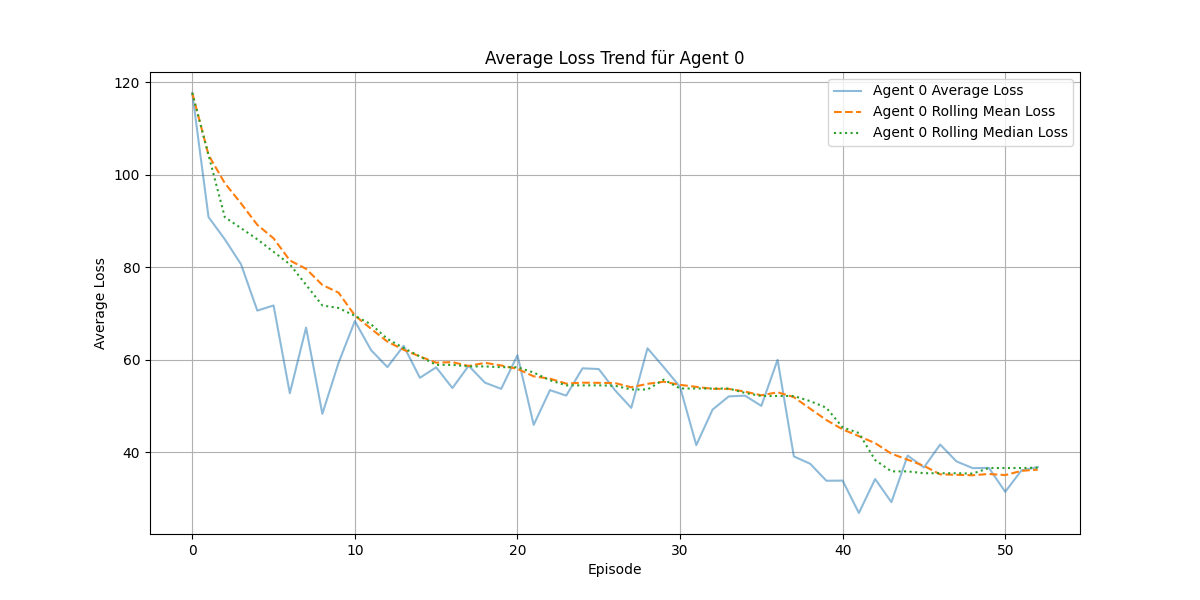 Average Loss Trend für Agent 0
Agent 0 Average Loss
Agent 0 Rolling Mean Loss
Agent 0 Rolling Median Loss
Average Loss
120
100
80
60
40
0 10 20 30 40 50
Episode